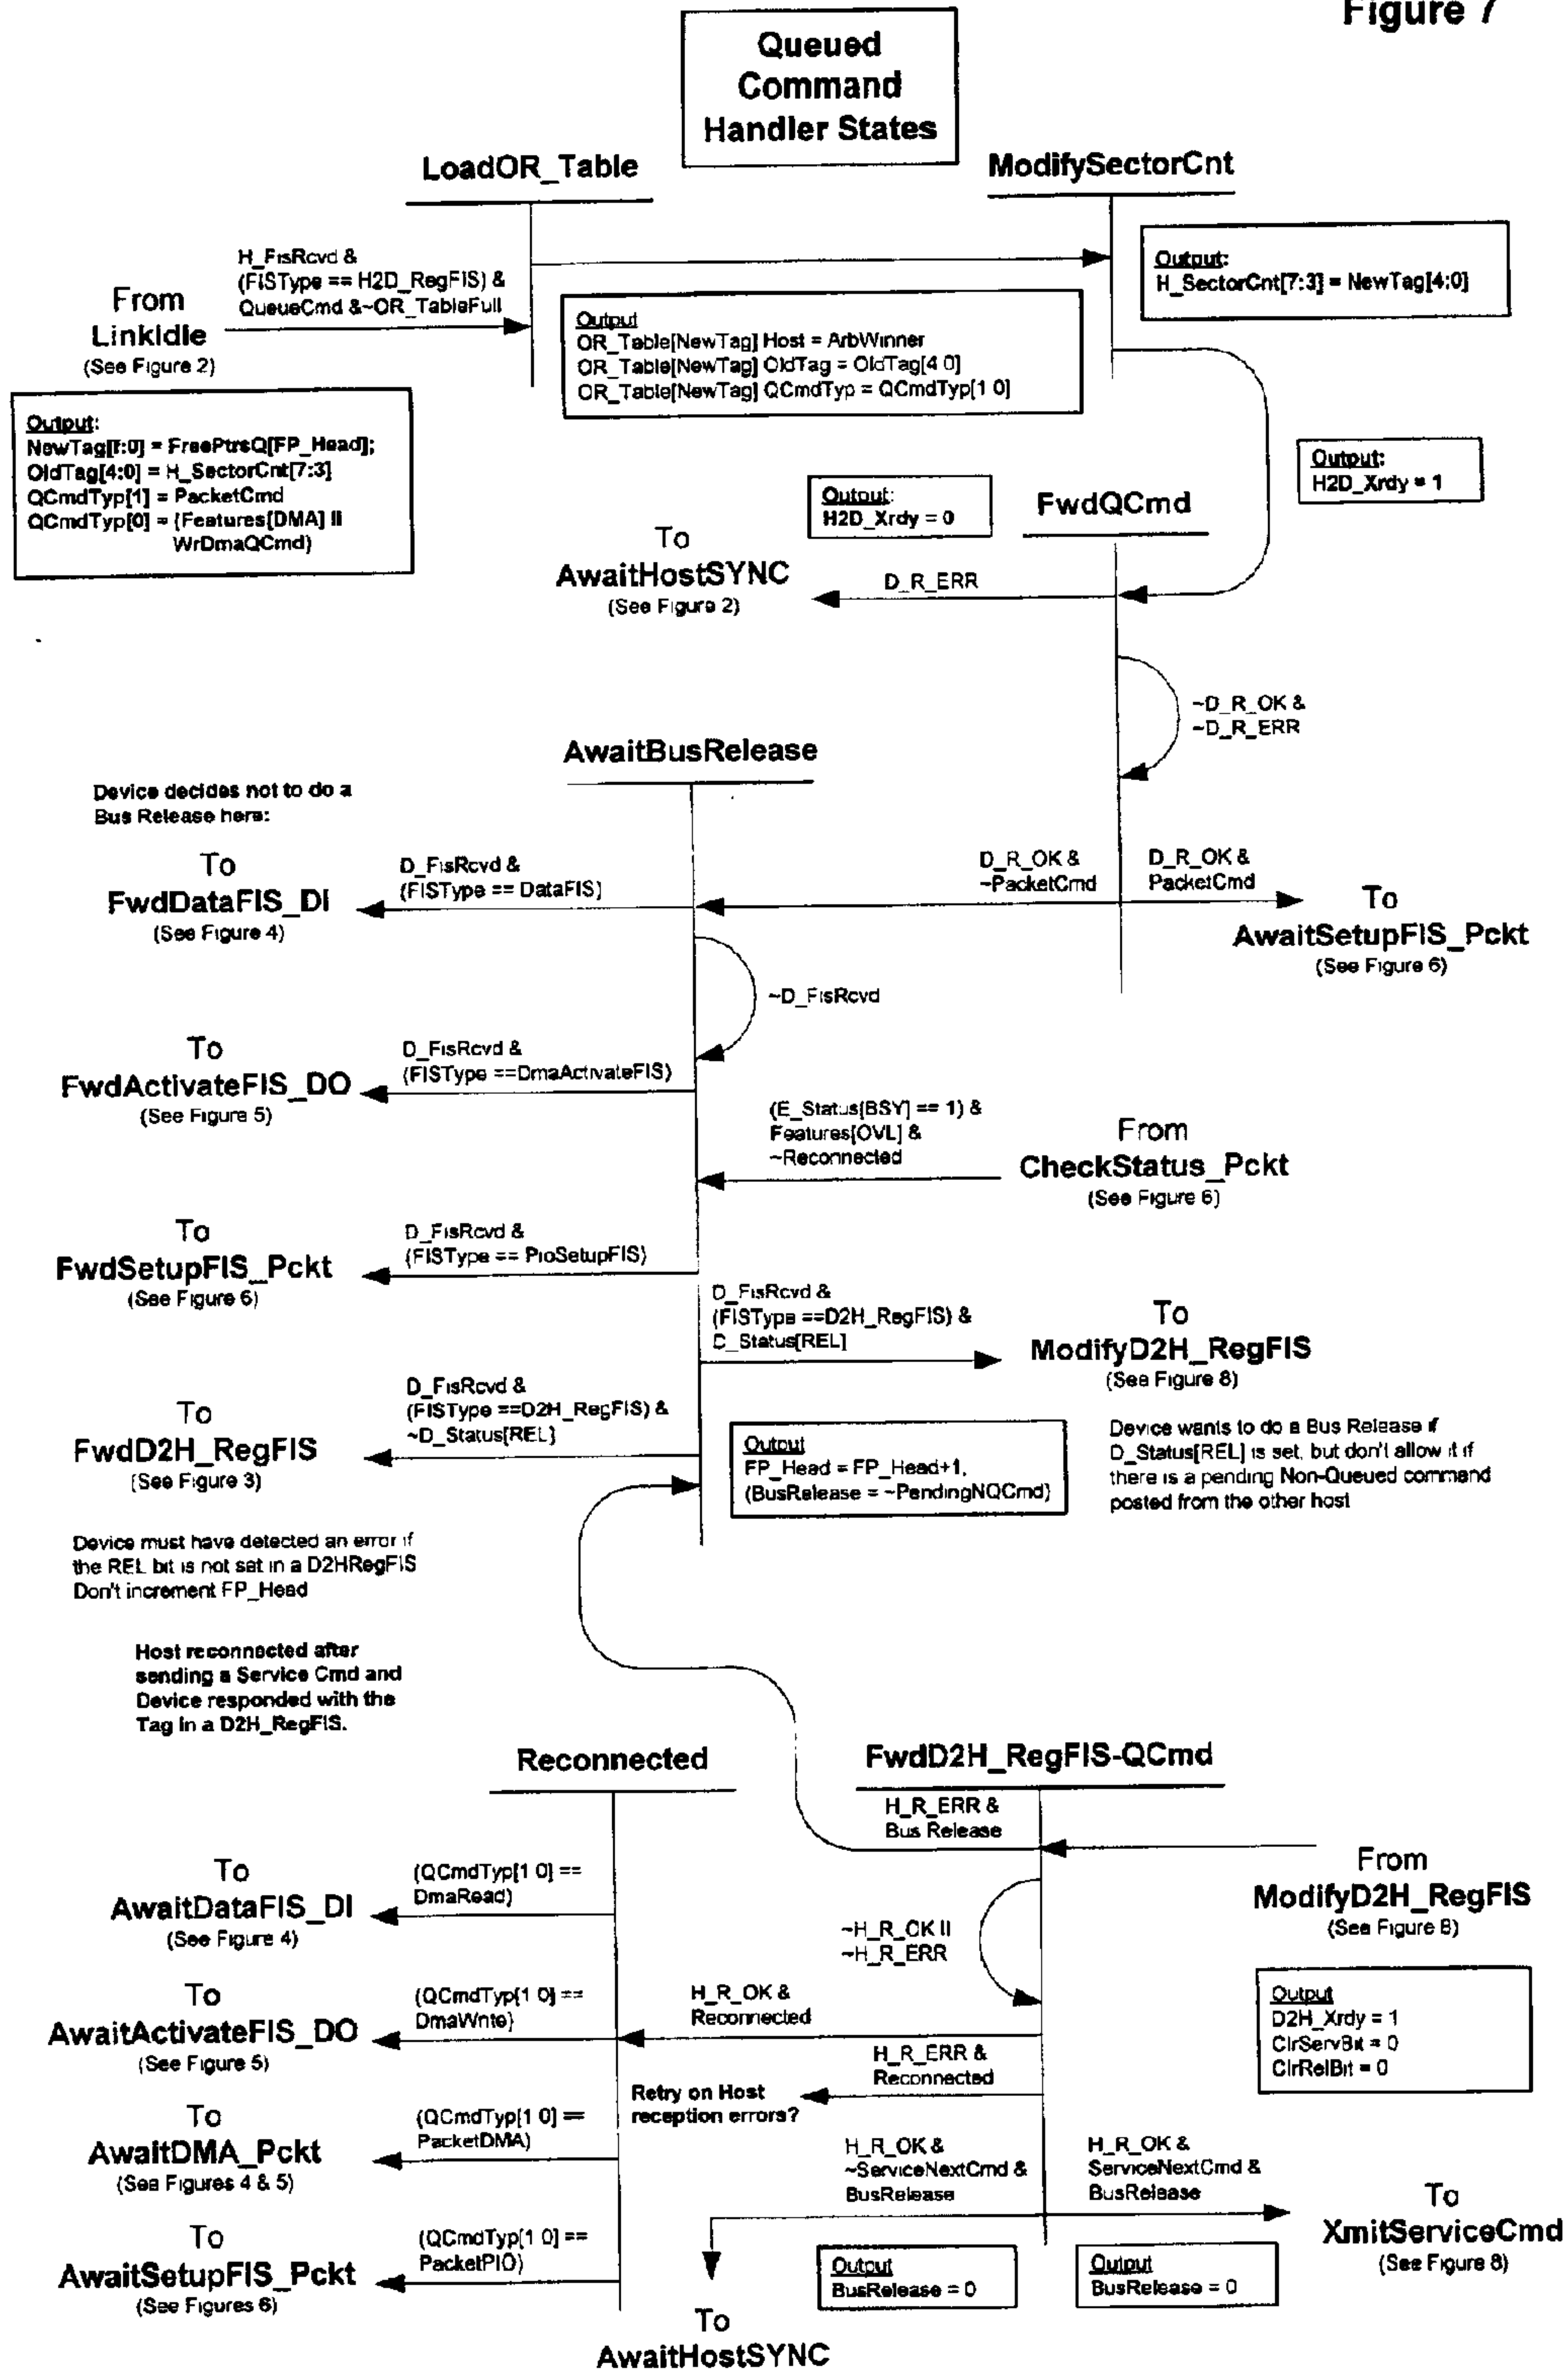 Figure 7
Queued
Command
Handler States
LoadOR_Table
ModifySectorCnt
H_FisRcvd &
(FISType == H2D_RegFIS) &
QueueCmd &~OR_TableFull
From
LinkIdle
(See Figure 2)
Output:
H_SectorCnt[7:3] = NewTag[4:0]
Output
OR_Table[NewTag] Host = ArbWinner
OR_Table[NewTag] OldTag = OldTag[4 0]
OR_Table[NewTag] QCmdTyp = QCmdTyp[1 0]
Output:
NewTag[f:0] = FreePtrsQ[FP_Head];
OldTag[4:0] = H_SectorCnt[7:3]
QCmdTyp[1] = PacketCmd
QCmdTyp[0] = (Features[DMA] ||
WrDmaQCmd)
Output:
H2D_Xrdy = 1
Output:
H2D_Xrdy = 0
FwdQCmd
To
AwaitHostSYNC
(See Figure 2)
D_R_ERR
~D_R_OK &
~D_R_ERR
AwaitBusRelease
Device decides not to do a
Bus Release here:
To
FwdDataFIS_DI
(See Figure 4)
D_FisRcvd &
(FISType == DataFIS)
D_R_OK &
~PacketCmd
D_R_OK &
PacketCmd
To
AwaitSetupFIS_Pckt
(See Figure 6)
~D_FisRcvd
To
FwdActivateFIS_DO
(See Figure 5)
D_FisRcvd &
(FISType ==DmaActivateFIS)
(E_Status[BSY] == 1) &
Features[OVL] &
~Reconnected
From
CheckStatus_Pckt
(See Figure 6)
To
FwdSetupFIS_Pckt
(See Figure 6)
D_FisRcvd &
(FISType == PioSetupFIS)
D_FisRcvd &
(FISType ==D2H_RegFIS) &
D_Status[REL]
To
ModifyD2H_RegFIS
(See Figure 8)
To
FwdD2H_RegFIS
(See Figure 3)
D_FisRcvd &
(FISType ==D2H_RegFIS) &
~D_Status[REL]
Output
FP_Head = FP_Head+1,
(BusRelease = ~PendingNQCmd)
Device wants to do a Bus Release if
D_Status[REL] is set, but don't allow it if
there is a pending Non-Queued command
posted from the other host
Device must have detected an error if
the REL bit is not set in a D2HRegFIS
Don't increment FP_Head
Host reconnected after
sending a Service Cmd and
Device responded with the
Tag in a D2H_RegFIS.
Reconnected
FwdD2H_RegFIS-QCmd
H_R_ERR &
Bus Release
From
ModifyD2H_RegFIS
(See Figure 8)
To
AwaitDataFIS_DI
(See Figure 4)
(QCmdTyp[1 0] ==
DmaRead)
~H_R_OK ||
~H_R_ERR
Output
D2H_Xrdy = 1
ClrServBit = 0
ClrRelBit = 0
To
AwaitActivateFIS_DO
(See Figure 5)
(QCmdTyp[1 0] ==
DmaWrite)
H_R_OK &
Reconnected
H_R_ERR &
Reconnected
Retry on Host
reception errors?
To
AwaitDMA_Pckt
(See Figures 4 & 5)
(QCmdTyp[1 0] ==
PacketDMA)
H_R_OK &
~ServiceNextCmd &
BusRelease
H_R_OK &
ServiceNextCmd &
BusRelease
To
XmitServiceCmd
(See Figure 8)
To
AwaitSetupFIS_Pckt
(See Figures 6)
(QCmdTyp[1 0] ==
PacketPIO)
Output
BusRelease = 0
Output
BusRelease = 0
To
AwaitHostSYNC